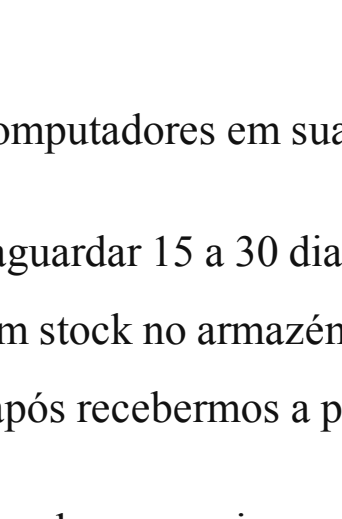 omputadores em sua
aguardar 15 a 30 dia
m stock no armazén
após recebermos a p